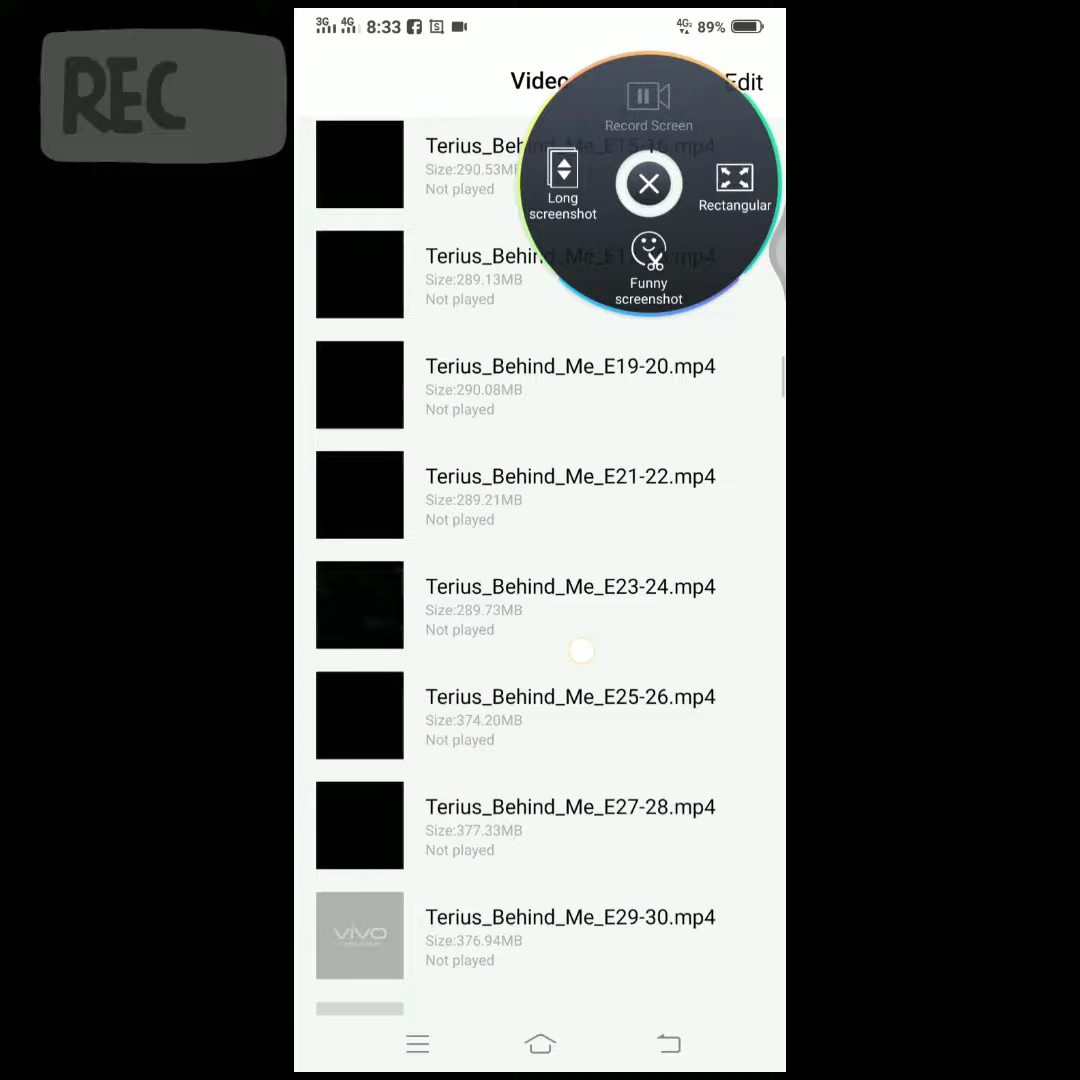 REC
3G 4G 8:33
4G 89%
Video
Edit
Record Screen
Long
screenshot
Rectangular
Funny
screenshot
Terius_Behind_Me_E15-16.mp4
Size:290.53MB
Not played
Size:289.13MB
Not played
Terius_Behind_Me_E19-20.mp4
Size:290.08MB
Not played
Terius_Behind_Me_E21-22.mp4
Size:289.21MB
Not played
Terius_Behind_Me_E23-24.mp4
Size:289.73MB
Not played
Terius_Behind_Me_E25-26.mp4
Size:374.20MB
Not played
Terius_Behind_Me_E27-28.mp4
Size:377.33MB
Not played
vivo
Terius_Behind_Me_E29-30.mp4
Size:376.94MB
Not played